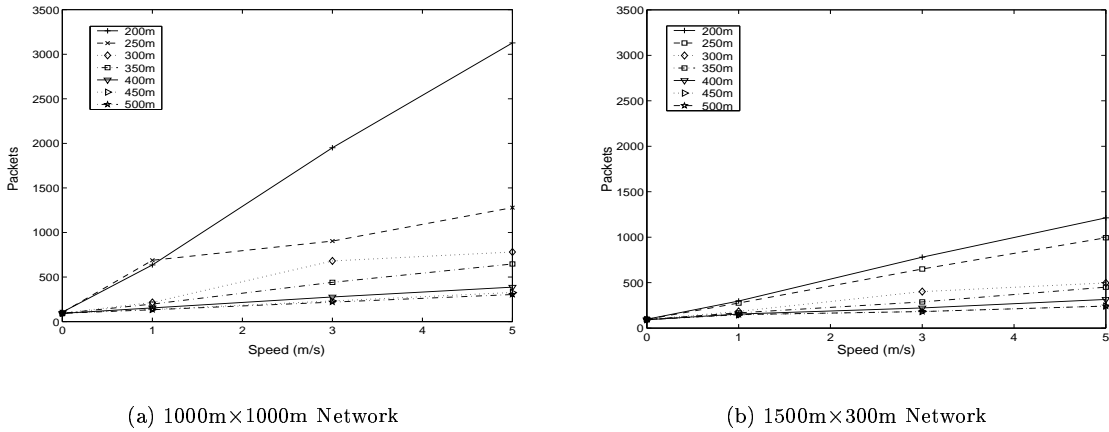 3500
3000
2500
2000
1500
1000
500
0
Packets
200m
250m
300m
350m
400m
450m
500m
0 1 2 3 4 5
Speed (m/s)
(a) 1000m×1000m Network
3500
3000
2500
2000
1500
1000
500
0
Packets
200m
250m
300m
350m
400m
450m
500m
0 1 2 3 4 5
Speed (m/s)
(b) 1500m×300m Network